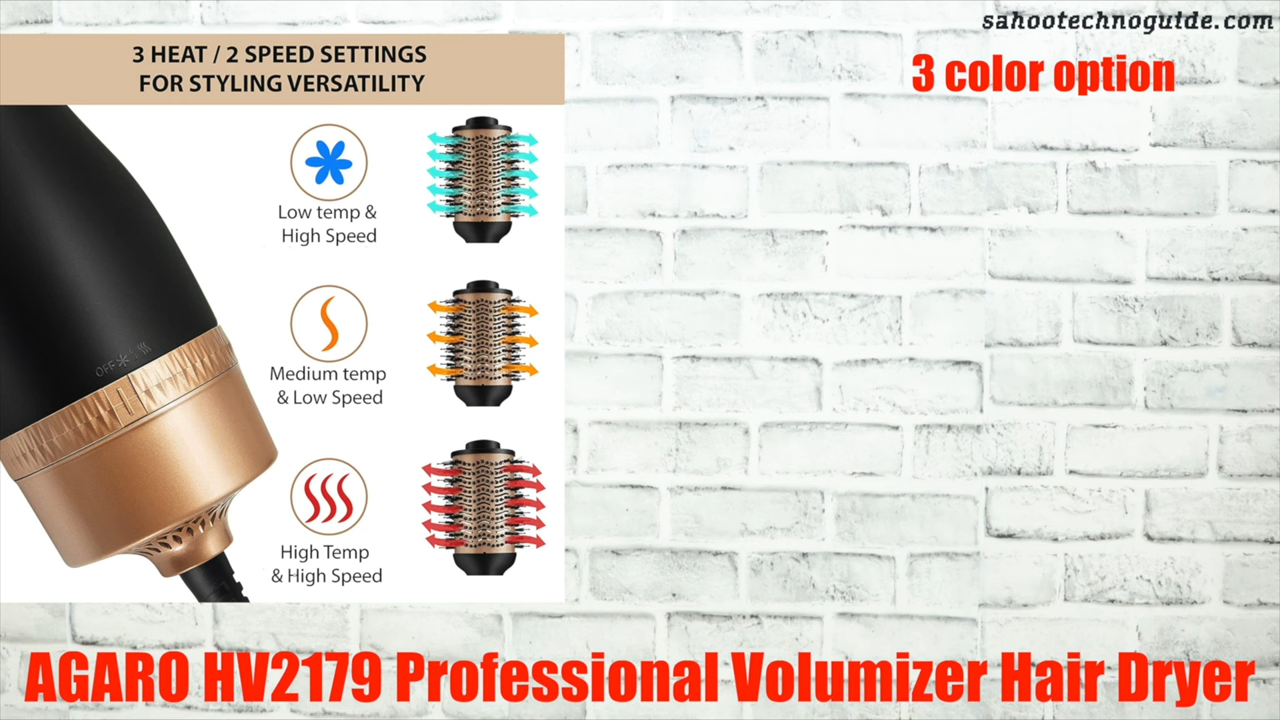 sahootechnoguide.com
3 HEAT / 2 SPEED SETTINGS
FOR STYLING VERSATILITY
3 color option
Low temp &
High Speed
OFF
Medium temp
& Low Speed
High Temp
& High Speed
AGARO HV2179 Professional Volumizer Hair Dryer